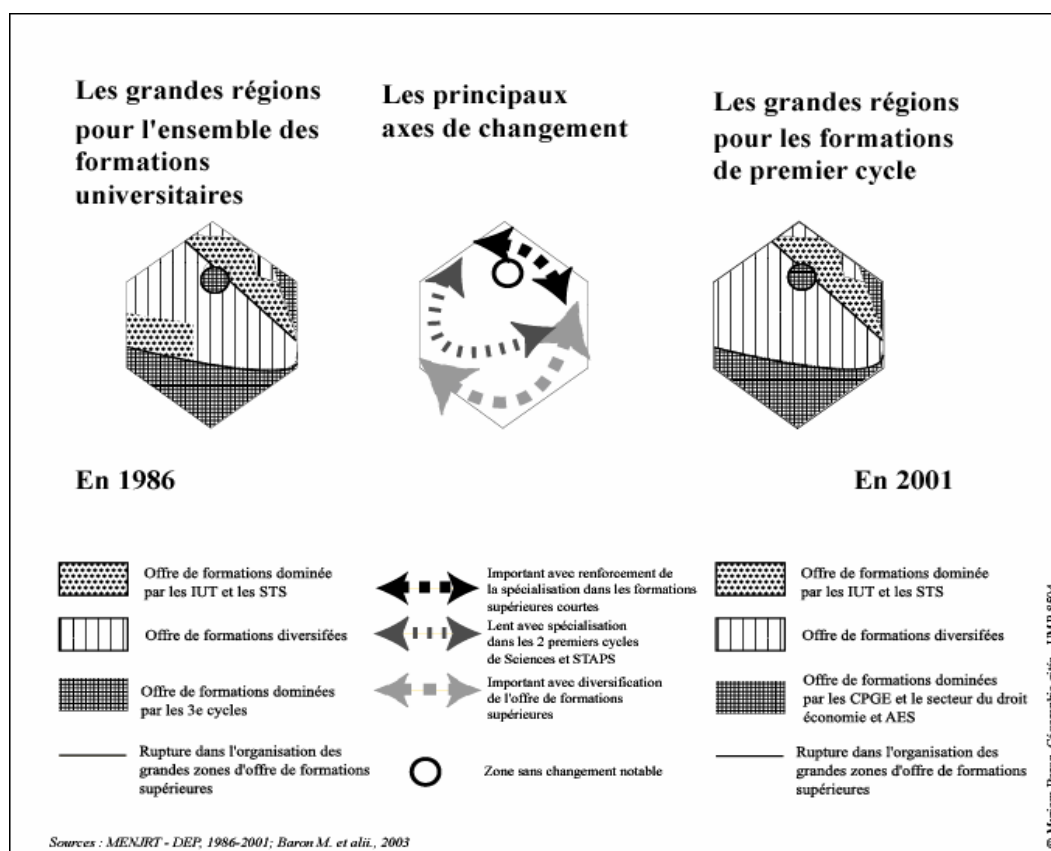 Les grandes régions
pour l'ensemble des
formations
universitaires
Les principaux
axes de changement
Les grandes régions
pour les formations
de premier cycle
En 1986
En 2001
Offre de formations dominée
par les IUT et les STS
Offre de formations diversifées
Offre de formations dominées
par les 3e cycles
Rupture dans l'organisation des
grandes zones d'offre de formations
supérieures
Important avec renforcement de
la spécialisation dans les formations
supérieures courtes
Lent avec spécialisation
dans les 2 premiers cycles
de Sciences et STAPS
Important avec diversification
de l'offre de formations
supérieures
Zone sans changement notable
Offre de formations dominée
par les IUT et les STS
Offre de formations diversifées
Offre de formations dominées
par les CPGE et le secteur du droit
économie et AES
Rupture dans l'organisation des
grandes zones d'offre de formations
supérieures
Sources : MENJRT - DEP, 1986-2001; Baron M. et alii., 2003